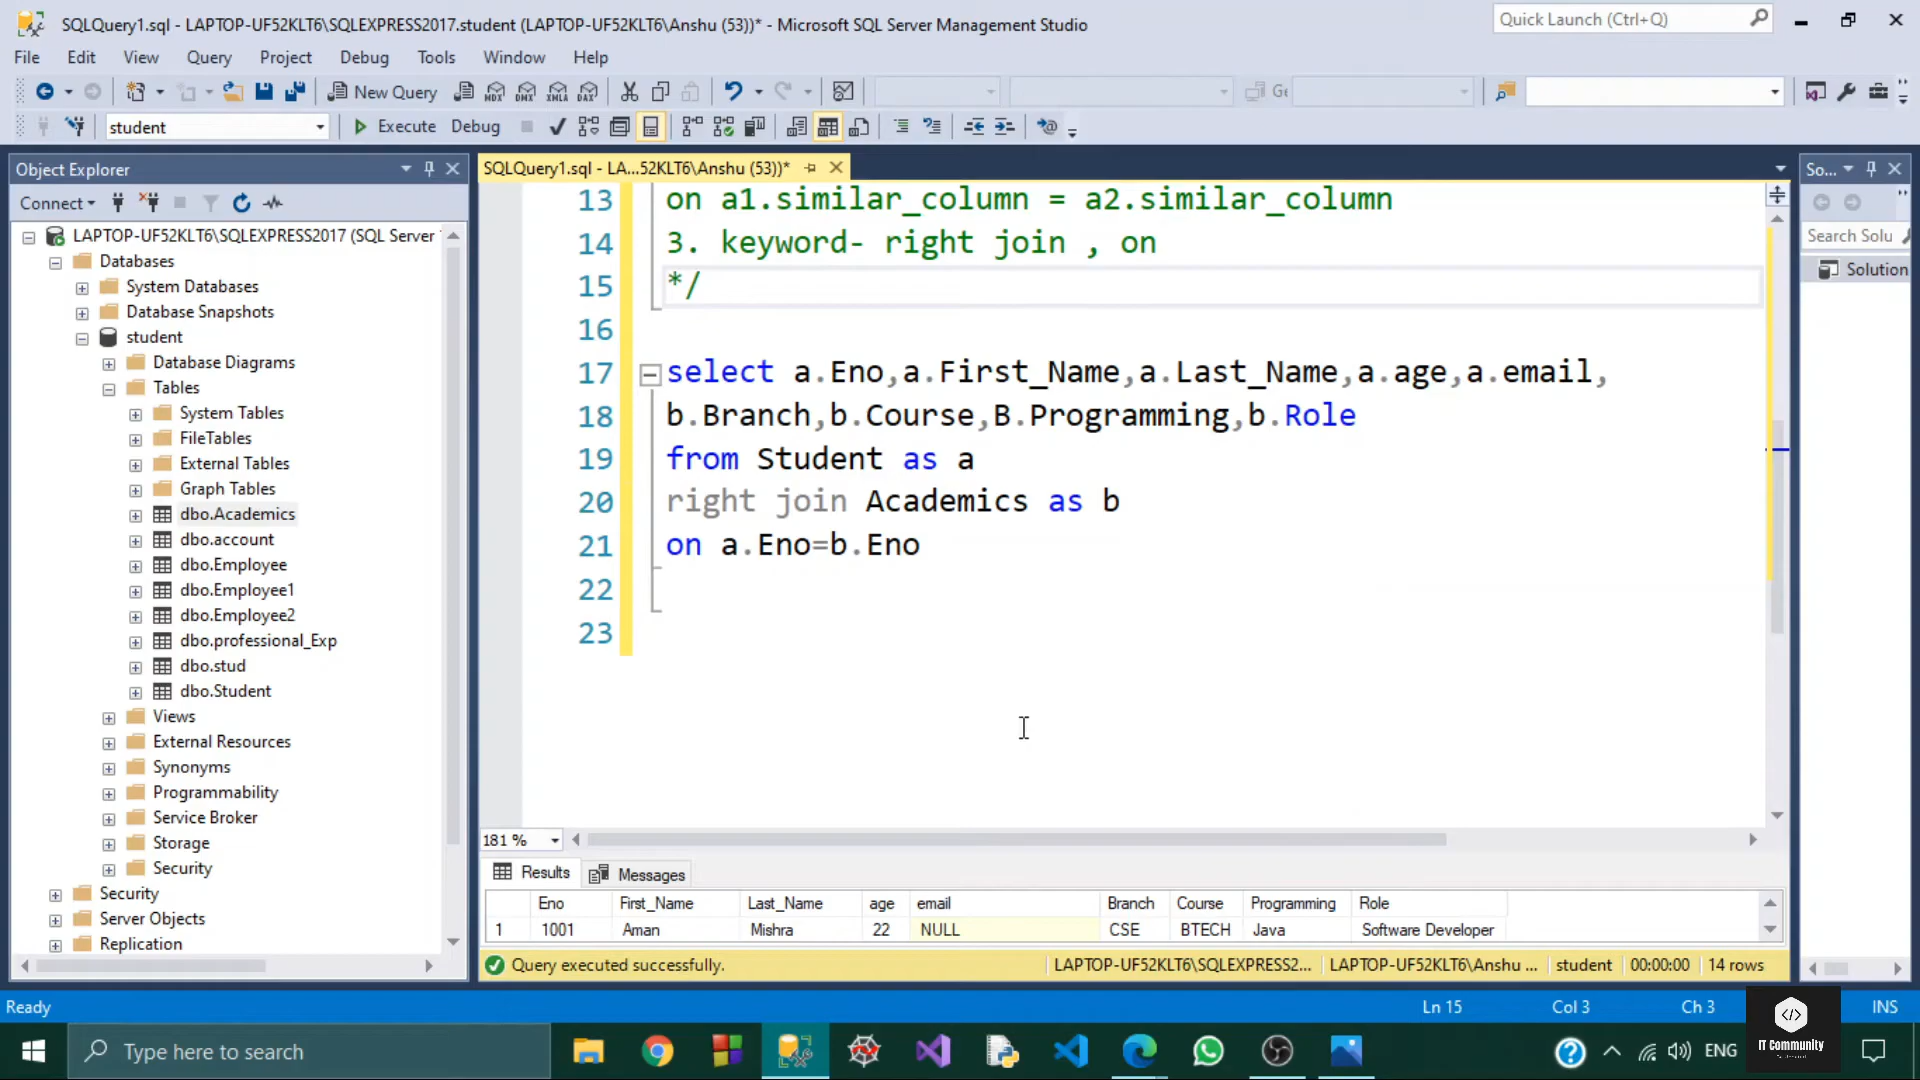 SQLQuery1.sql - LAPTOP-UF52KLT6\SQLEXPRESS2017.student (LAPTOP-UF52KLT6\Anshu (53))* - Microsoft SQL Server Management Studio
Quick Launch (Ctrl+Q)
File Edit View Query Project Debug Tools Window Help
New Query MDX DMX XMLA DAX
student Execute Debug
Object Explorer
SQLQuery1.sql - LA...52KLT6\Anshu (53))*
So...
Connect
Search Solu
Solution
LAPTOP-UF52KLT6\SQLEXPRESS2017 (SQL Server
Databases
System Databases
Database Snapshots
student
Database Diagrams
Tables
System Tables
FileTables
External Tables
Graph Tables
dbo.Academics
dbo.account
dbo.Employee
dbo.Employee1
dbo.Employee2
dbo.professional_Exp
dbo.stud
dbo.Student
Views
External Resources
Synonyms
Programmability
Service Broker
Storage
Security
Security
Server Objects
Replication
13 on a1.similar_column = a2.similar_column
14 3. keyword- right join , on
15 */
16
17 select a.Eno,a.First_Name,a.Last_Name,a.age,a.email,
18 b.Branch,b.Course,B.Programming,b.Role
19 from Student as a
20 right join Academics as b
21 on a.Eno=b.Eno
22
23
181 %
Results Messages
Eno First_Name Last_Name age email Branch Course Programming Role
1 1001 Aman Mishra 22 NULL CSE BTECH Java Software Developer
Query executed successfully. LAPTOP-UF52KLT6\SQLEXPRESS2... LAPTOP-UF52KLT6\Anshu ... student 00:00:00 14 rows
Ready Ln 15 Col 3 Ch 3 INS
Type here to search
ENG
IT Community